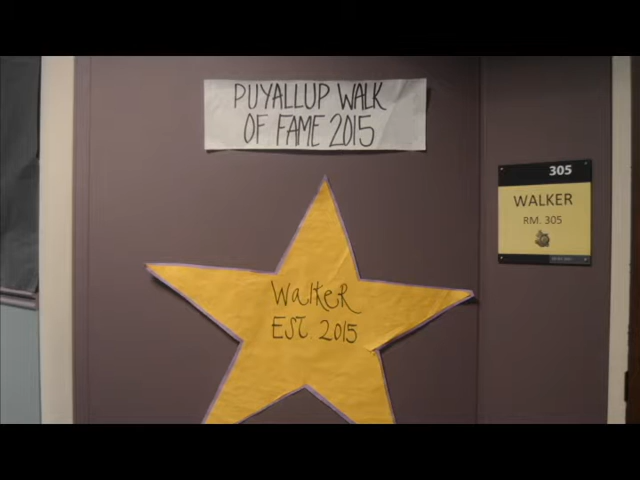 PUYALLUP WALK
OF FAME 2015
305
WALKER
RM. 305
WalkeR
EST. 2015